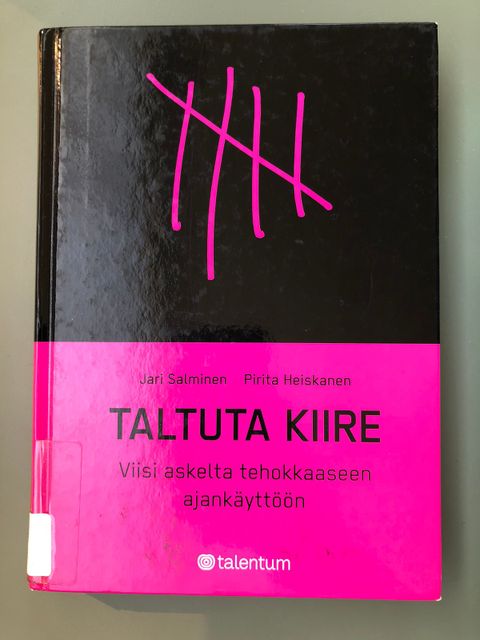 Jari Salminen Pirita Heiskanen
TALTUTA KIIRE
Viisi askelta tehokkaaseen
ajankäyttöön
talentum